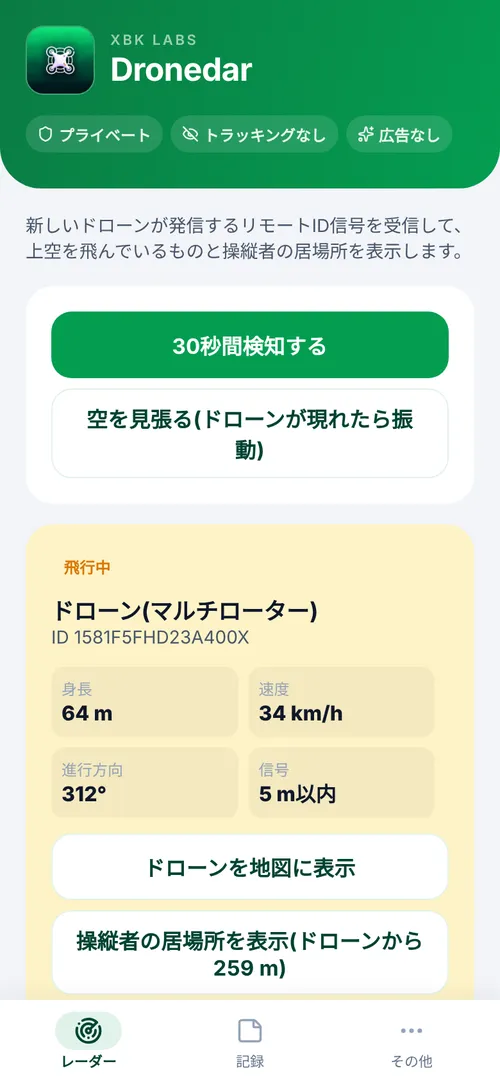 XBK LABS
Dronedar
プライベート
トラッキングなし
広告なし
新しいドローンが発信するリモートID信号を受信して、
上空を飛んでいるものと操縦者の居場所を表示します。
30秒間検知する
空を見張る(ドローンが現れたら振
動)
飛行中
ドローン(マルチローター)
ID 1581F5FHD23A400X
身長
64 m
速度
34 km/h
進行方向
312°
信号
5 m以内
ドローンを地図に表示
操縦者の居場所を表示(ドローンから
259 m)
レーダー
記録
その他